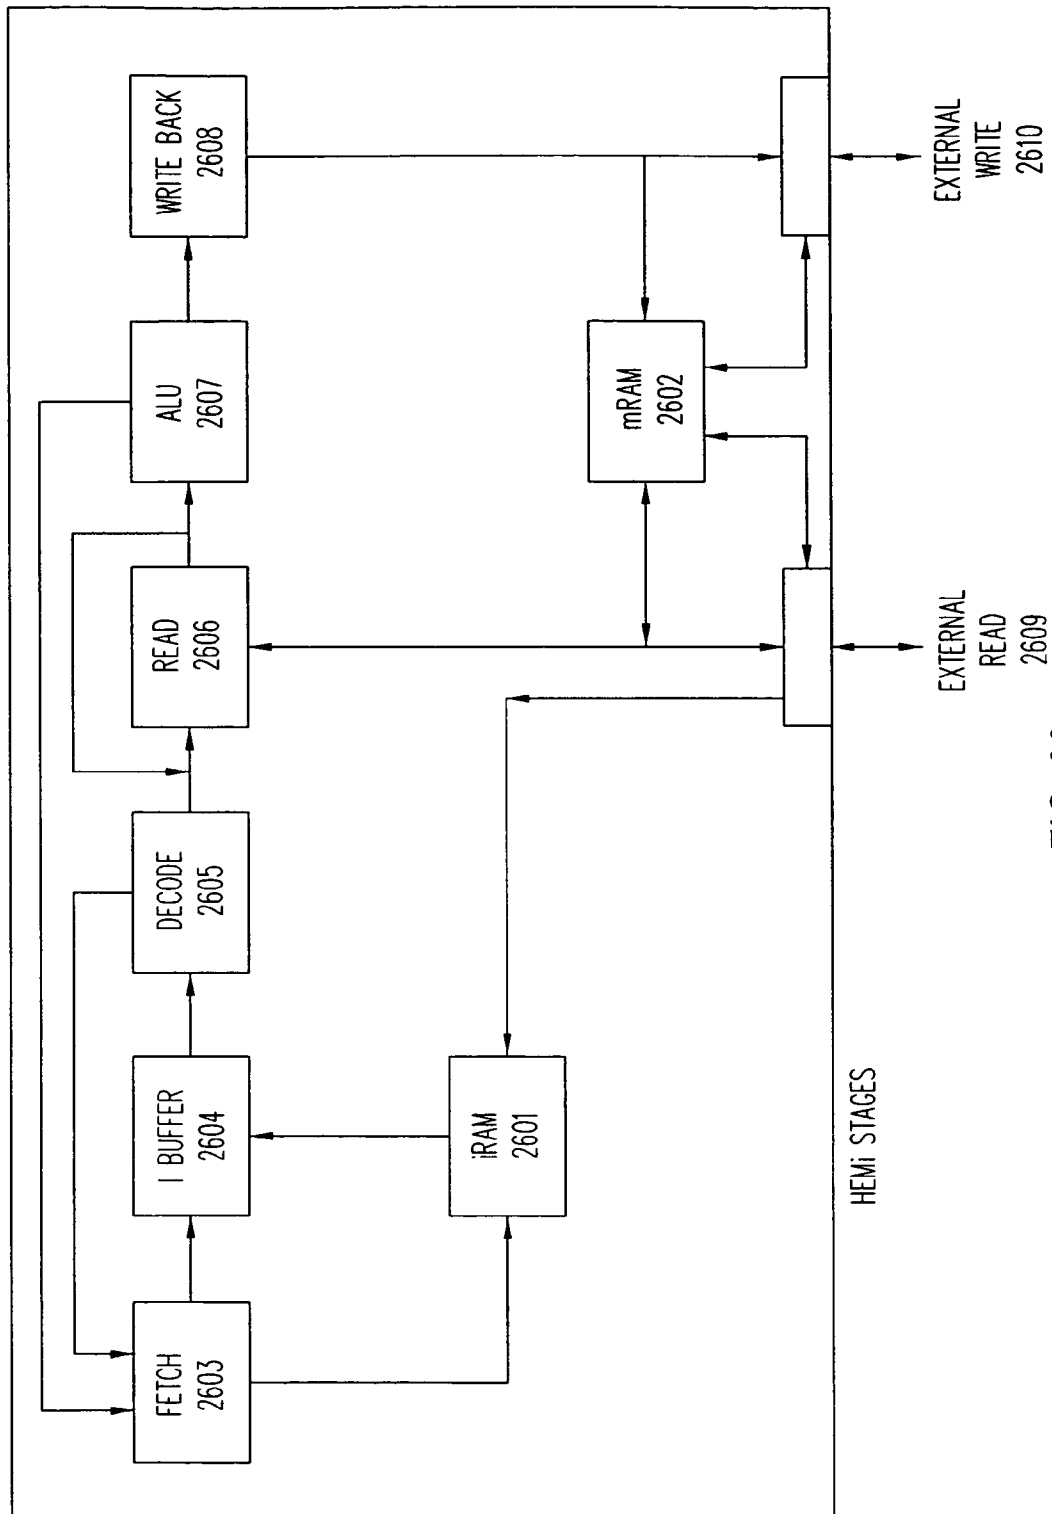 FETCH
2603
I BUFFER
2604
DECODE
2605
READ
2606
ALU
2607
WRITE BACK
2608
iRAM
2601
mRAM
2602
HEMi STAGES
EXTERNAL
READ
2609
EXTERNAL
WRITE
2610